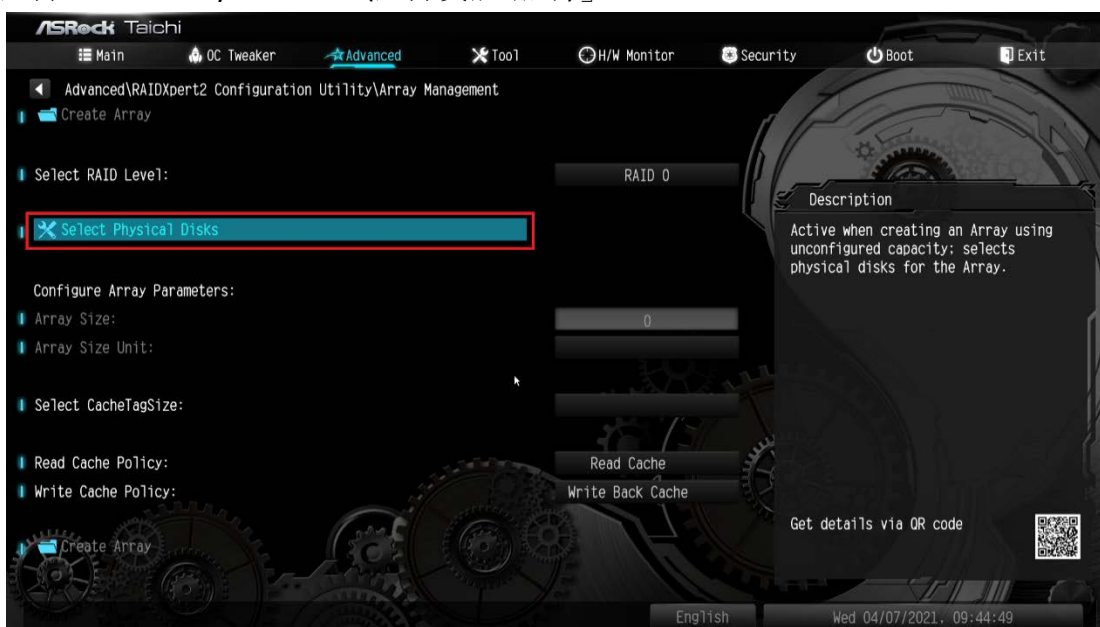 ASRock Taichi
Main OC Tweaker Advanced Tool H/W Monitor Security Boot Exit
Advanced\RAIDXpert2 Configuration Utility\Array Management
Create Array
Select RAID Level: RAID 0
Select Physical Disks
Configure Array Parameters:
Array Size: 0
Array Size Unit:
Select CacheTagSize:
Read Cache Policy: Read Cache
Write Cache Policy: Write Back Cache
Create Array
Description
Active when creating an Array using
unconfigured capacity; selects
physical disks for the Array.
Get details via QR code
English Wed 04/07/2021. 09:44:49